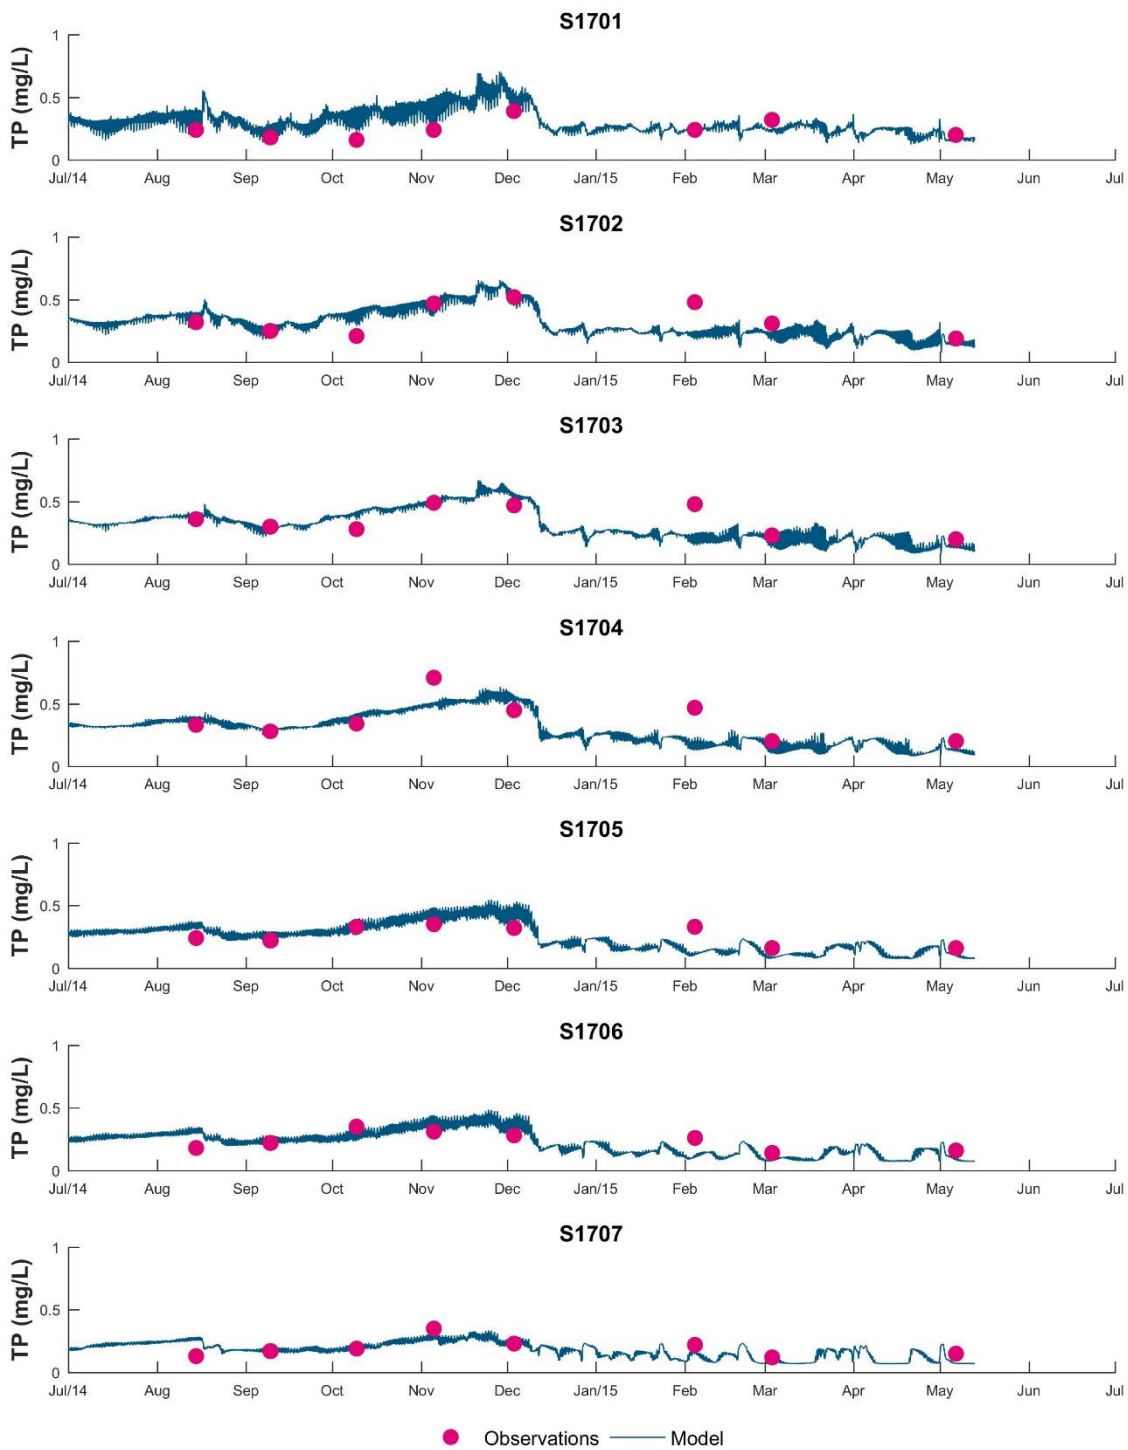 S1701
TP (mg/L)
1
0.5
0
Jul/14 Aug Sep Oct Nov Dec Jan/15 Feb Mar Apr May Jun Jul
S1702
TP (mg/L)
1
0.5
0
Jul/14 Aug Sep Oct Nov Dec Jan/15 Feb Mar Apr May Jun Jul
S1703
TP (mg/L)
1
0.5
0
Jul/14 Aug Sep Oct Nov Dec Jan/15 Feb Mar Apr May Jun Jul
S1704
TP (mg/L)
1
0.5
0
Jul/14 Aug Sep Oct Nov Dec Jan/15 Feb Mar Apr May Jun Jul
S1705
TP (mg/L)
1
0.5
0
Jul/14 Aug Sep Oct Nov Dec Jan/15 Feb Mar Apr May Jun Jul
S1706
TP (mg/L)
1
0.5
0
Jul/14 Aug Sep Oct Nov Dec Jan/15 Feb Mar Apr May Jun Jul
S1707
TP (mg/L)
1
0.5
0
Jul/14 Aug Sep Oct Nov Dec Jan/15 Feb Mar Apr May Jun Jul
Observations Model